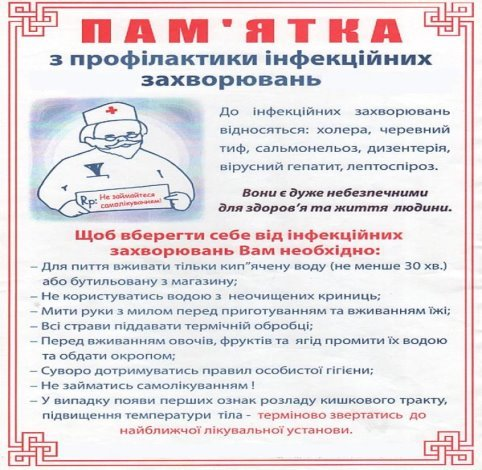 ПАМ'ЯТКА
з профілактики інфекційних
захворювань
До інфекційних захворювань
відносяться: холера, черевний
тиф, сальмонельоз, дизентерія,
вірусний гепатит, лептоспіроз.
Rp: Не займайтеся
самолікуванням!
Вони є дуже небезпечними
для здоров'я та життя людини.
Щоб вберегти себе від інфекційних
захворювань Вам необхідно:
– Для пиття вживати тільки кип"ячену воду (не менше 30 хв.)
або бутильовану з магазину;
– Не користуватись водою з неочищених криниць;
– Мити руки з милом перед приготуванням та вживанням їжі;
– Всі страви піддавати термічній обробці;
– Перед вживанням овочів, фруктів та ягід промити їх водою
та обдати окропом;
– Суворо дотримуватись правил особистої гігієни;
– Не займатись самолікуванням !
– У випадку появи перших ознак розладу кишкового тракту,
підвищення температури тіла - терміново звертатись до
найближчої лікувальної установи.